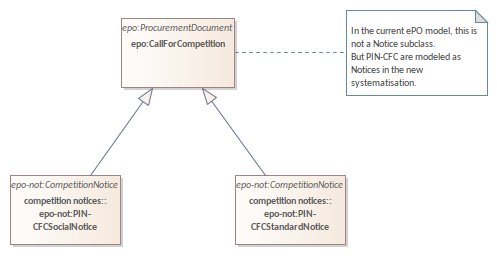 epo:ProcurementDocument
epo:CallForCompetition
In the current ePO model, this is
not a Notice subclass.
But PIN-CFC are modeled as
Notices in the new
systematisation.
epo-not:CompetitionNotice
competition notices::
epo-not:PIN-
CFCSocialNotice
epo-not:CompetitionNotice
competition notices::
epo-not:PIN-
CFCStandardNotice